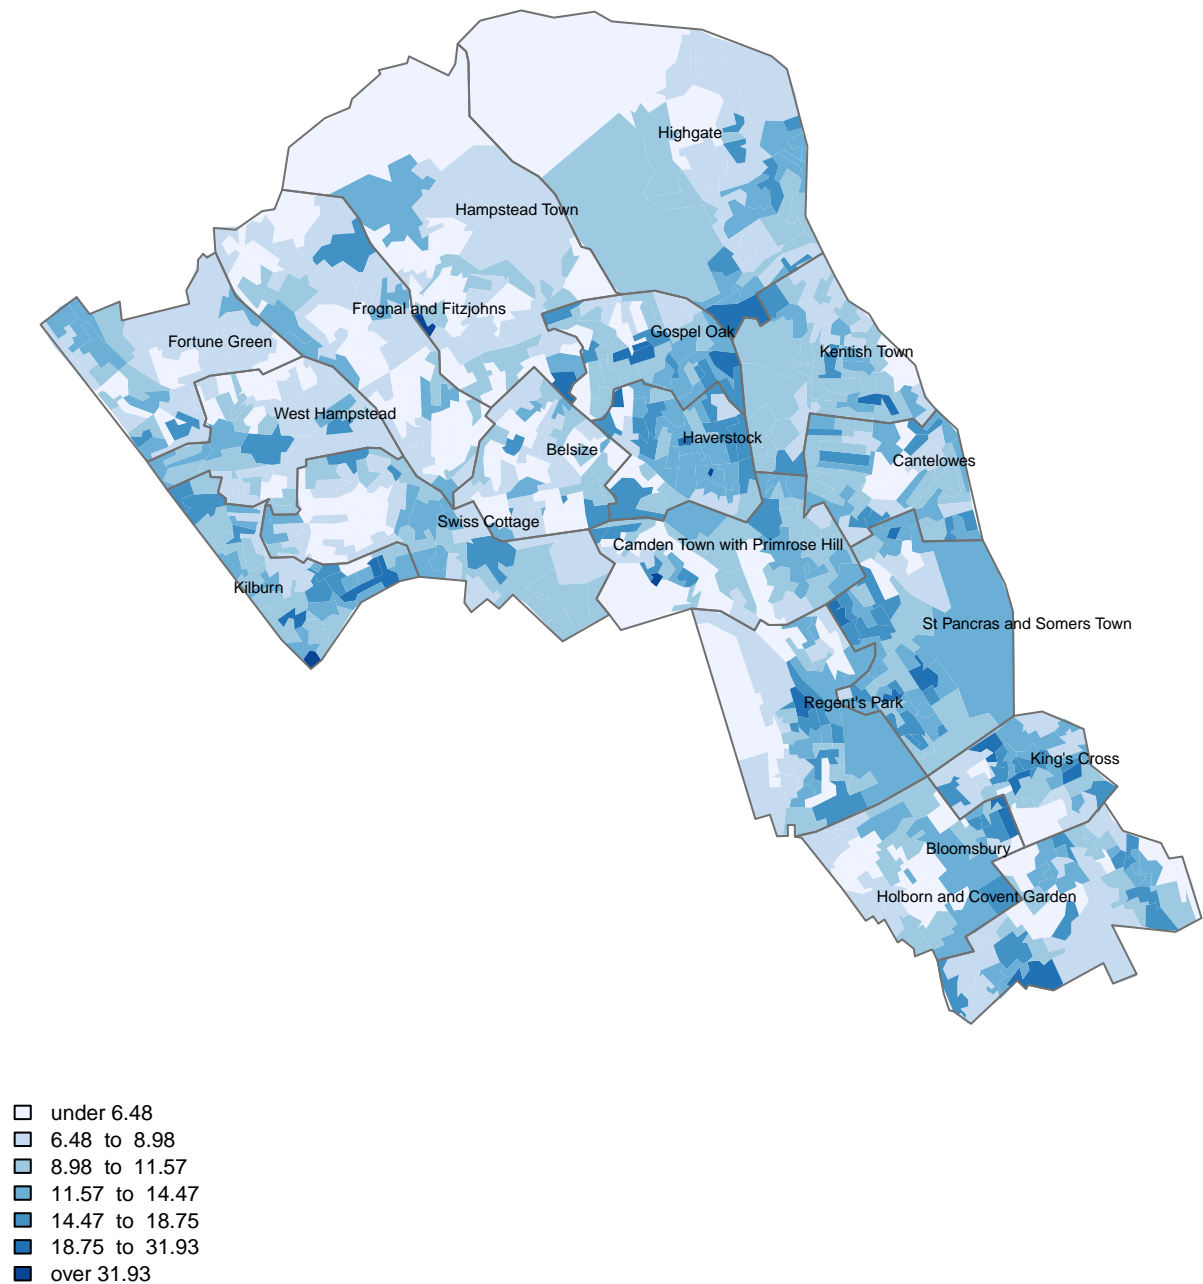 Highgate
Hampstead Town
Frognal and Fitzjohns
Gospel Oak
Fortune Green
Kentish Town
West Hampstead
Haverstock
Belsize
Cantelowes
Swiss Cottage
Camden Town with Primrose Hill
Kilburn
St Pancras and Somers Town
Regent's Park
King's Cross
Bloomsbury
Holborn and Covent Garden
under 6.48
6.48 to 8.98
8.98 to 11.57
11.57 to 14.47
14.47 to 18.75
18.75 to 31.93
over 31.93